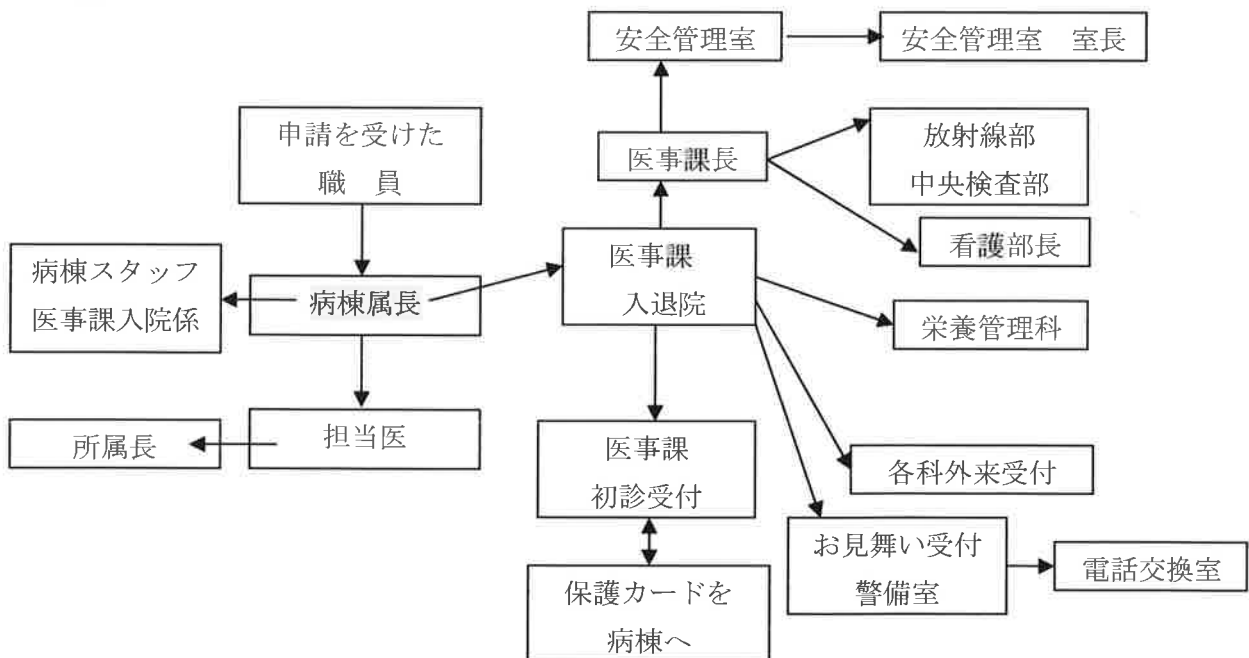 安全管理室
安全管理室　室長
申請を受けた
職　員
医事課長
放射線部
中央検査部
看護部長
病棟スタッフ
医事課入院係
病棟属長
医事課
入退院
栄養管理科
所属長
担当医
医事課
初診受付
各科外来受付
お見舞い受付
警備室
電話交換室
保護カードを
病棟へ